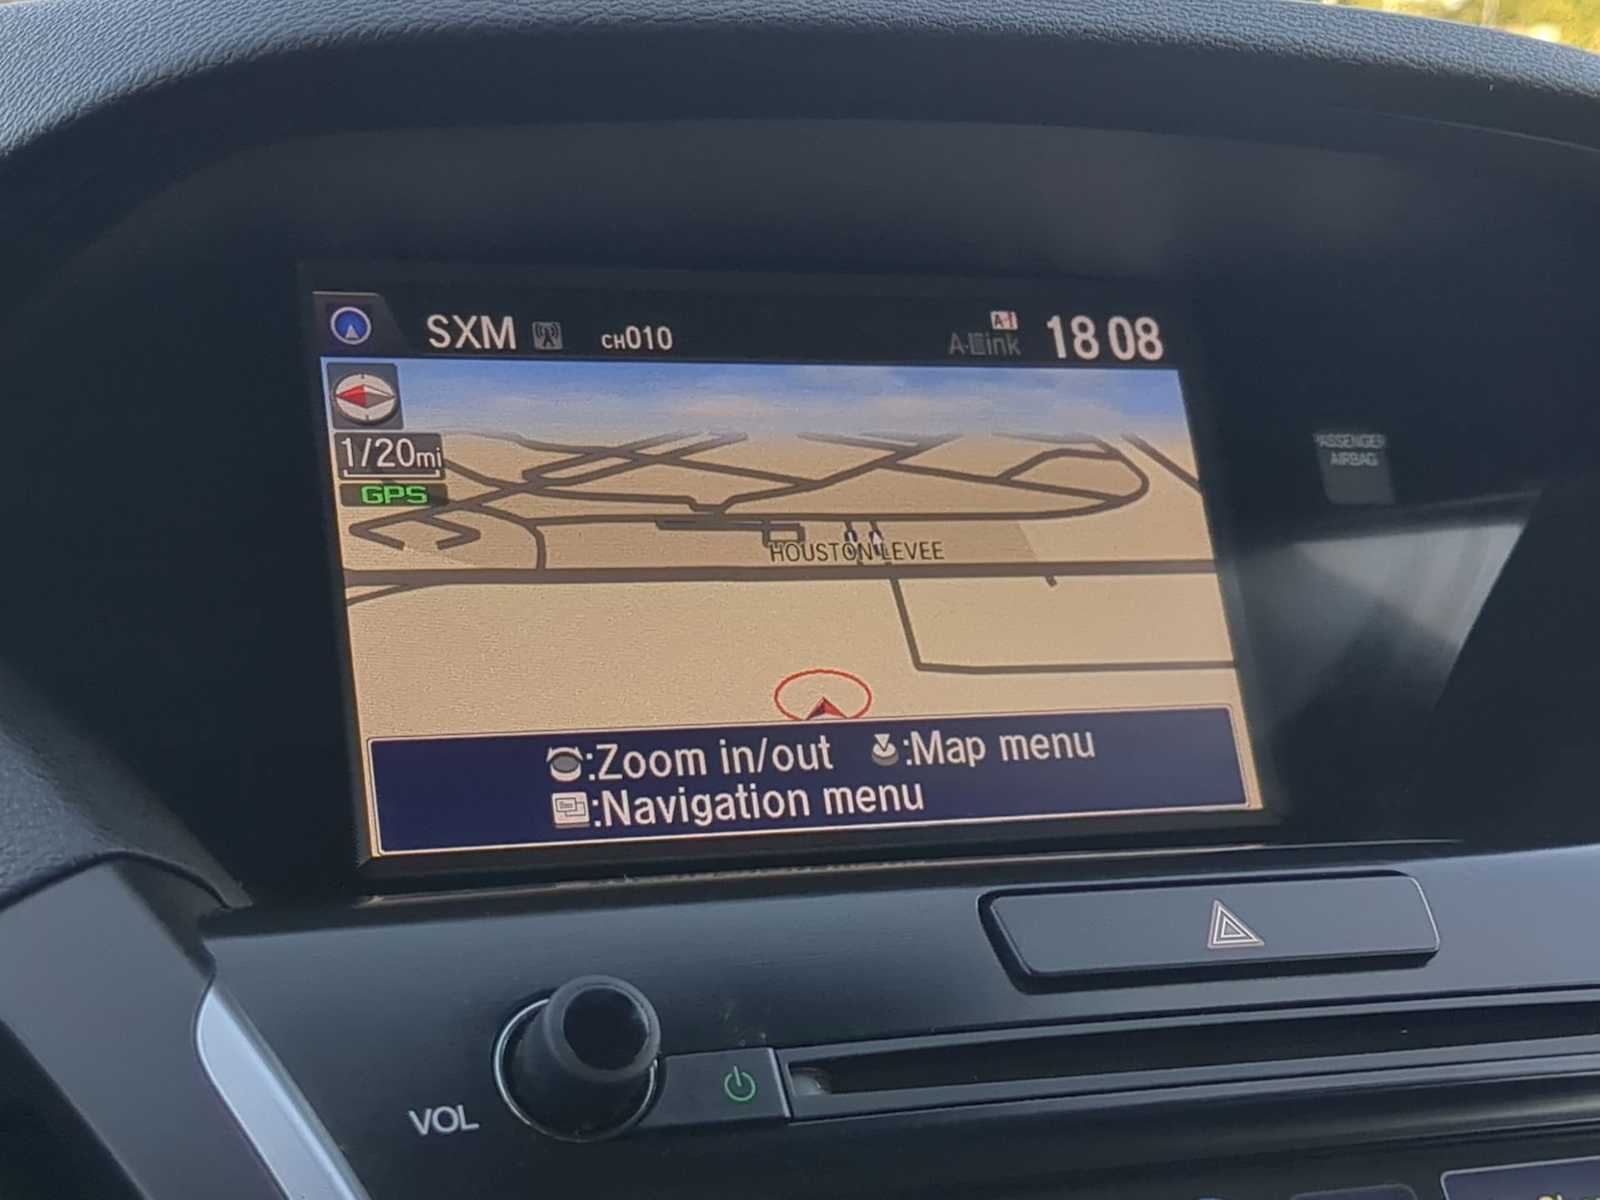 SXM CH010 A-1 A-Link 18 08
1/20mi
GPS
HOUSTON LEVEE
:Zoom in/out :Map menu
:Navigation menu
PASSENGER
AIRBAG
VOL